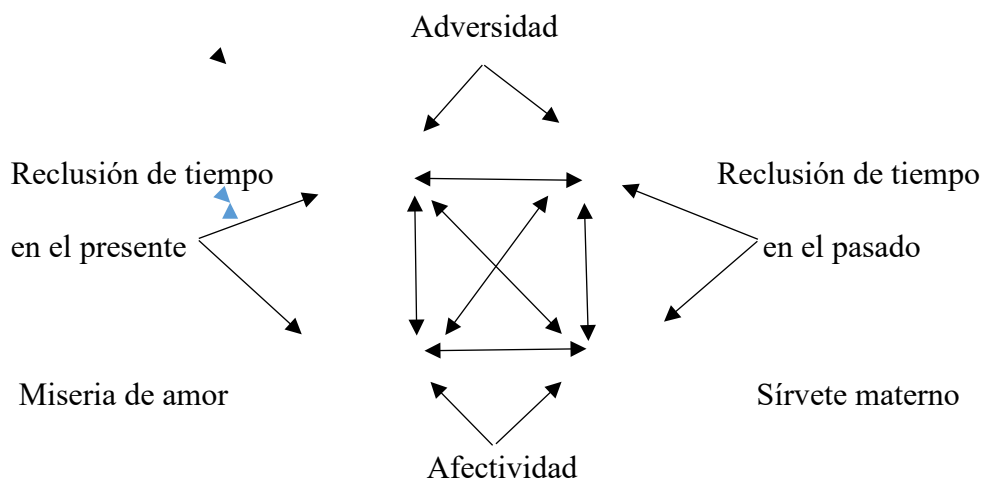 Adversidad
Reclusión de tiempo
en el presente
Reclusión de tiempo
en el pasado
Miseria de amor
Sírvete materno
Afectividad